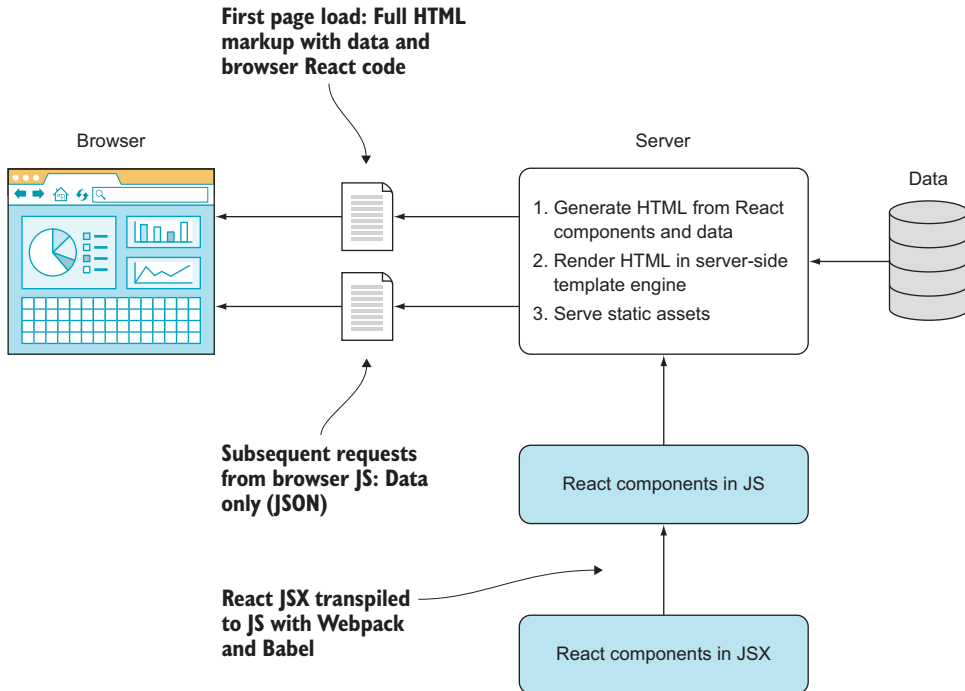 First page load: Full HTML
markup with data and
browser React code
Browser
Server
Data
1. Generate HTML from React
components and data
2. Render HTML in server-side
template engine
3. Serve static assets
Subsequent requests
from browser JS: Data
only (JSON)
React components in JS
React JSX transpiled
to JS with Webpack
and Babel
React components in JSX